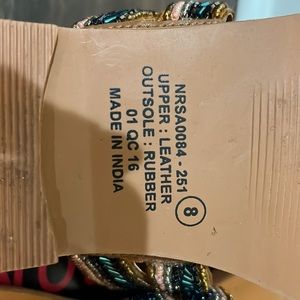 NRSA0084 - 251 8
UPPER : LEATHER
OUTSOLE : RUBBER
01 QC 16
MADE IN INDIA